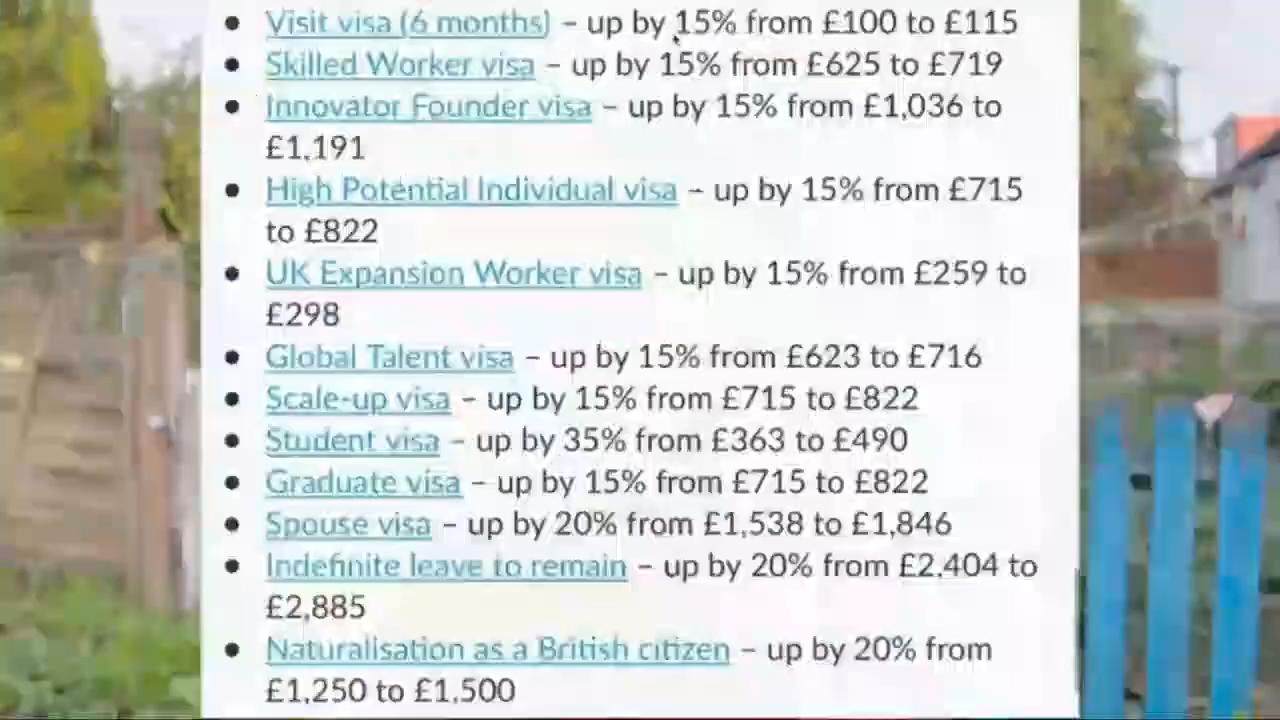 • Visit visa (6 months) – up by 15% from £100 to £115
• Skilled Worker visa – up by 15% from £625 to £719
• Innovator Founder visa – up by 15% from £1,036 to
£1,191
• High Potential Individual visa – up by 15% from £715
to £822
• UK Expansion Worker visa – up by 15% from £259 to
£298
• Global Talent visa – up by 15% from £623 to £716
• Scale-up visa – up by 15% from £715 to £822
• Student visa – up by 35% from £363 to £490
• Graduate visa – up by 15% from £715 to £822
• Spouse visa – up by 20% from £1,538 to £1,846
• Indefinite leave to remain – up by 20% from £2,404 to
£2,885
• Naturalisation as a British citizen – up by 20% from
£1,250 to £1,500